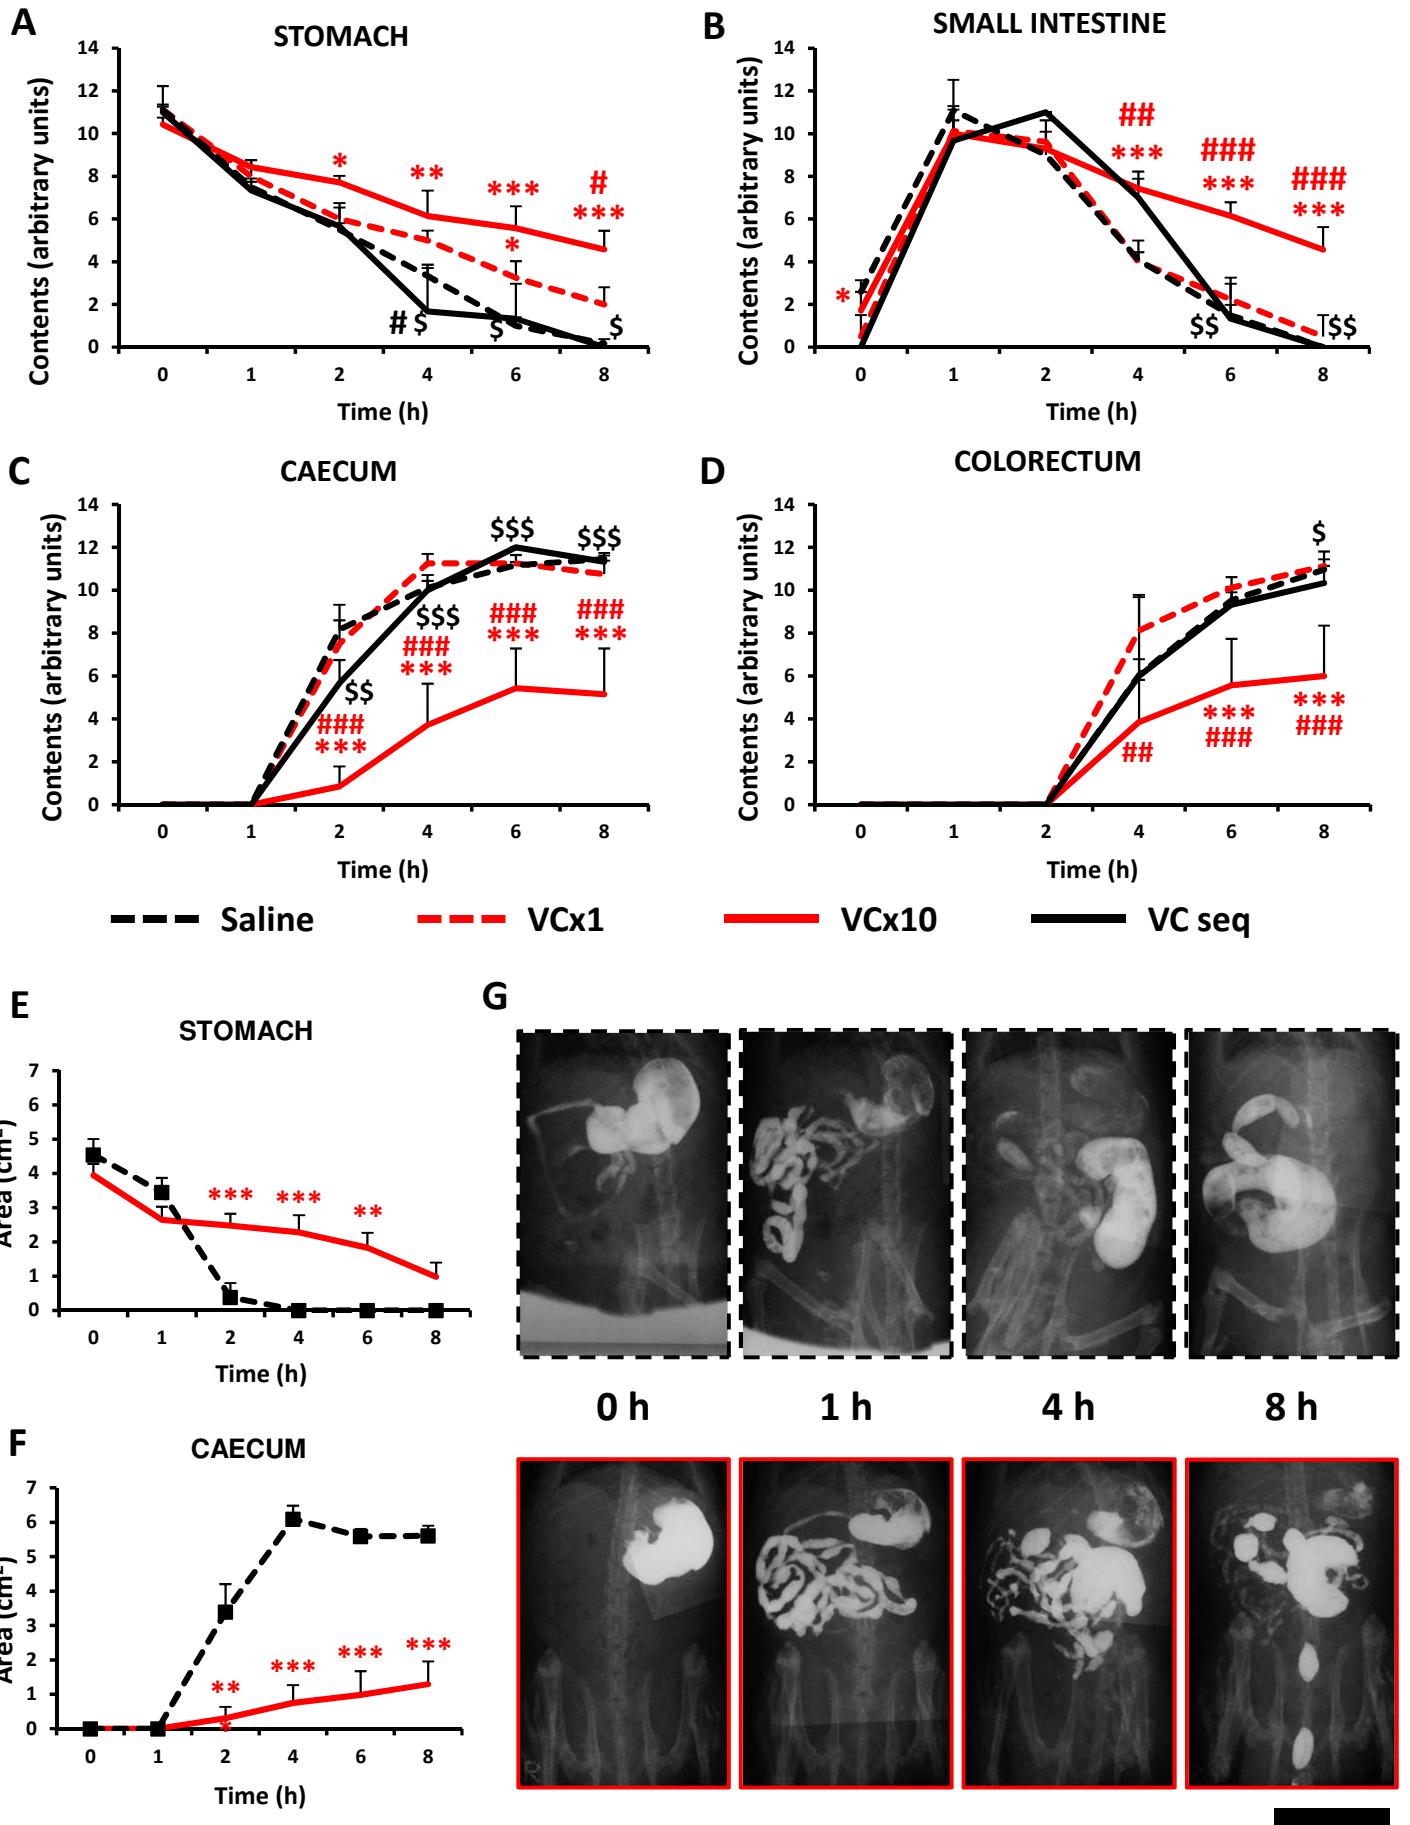 A
STOMACH
Contents (arbitrary units)
14
12
10
8
6
4
2
0
*
**
***
*
#
***
# $
$
$
0 1 2 4 6 8
Time (h)
B
SMALL INTESTINE
Contents (arbitrary units)
14
12
10
8
6
4
2
0
*
##
***
###
***
###
***
$$
$$
0 1 2 4 6 8
Time (h)
C
CAECUM
Contents (arbitrary units)
14
12
10
8
6
4
2
0
$$
###
***
$$$
###
***
$$$
###
***
$$$
###
***
0 1 2 4 6 8
Time (h)
D
COLORECTUM
Contents (arbitrary units)
14
12
10
8
6
4
2
0
##
***
###
$
***
###
0 1 2 4 6 8
Time (h)
Saline VCx1 VCx10 VC seq
E
STOMACH
Area (cm²)
7
6
5
4
3
2
1
0
***
***
**
0 1 2 4 6 8
Time (h)
F
CAECUM
Area (cm²)
7
6
5
4
3
2
1
0
**
*
***
***
***
0 1 2 4 6 8
Time (h)
G
0 h 1 h 4 h 8 h
R